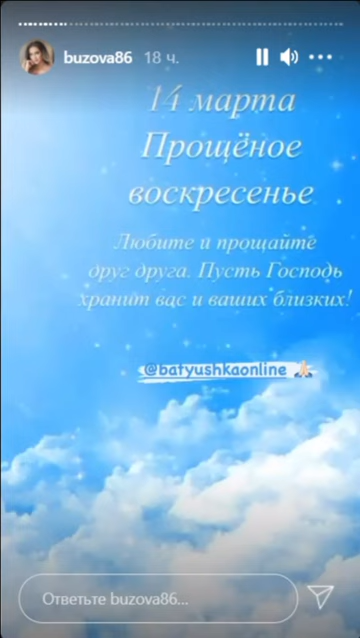 buzova86 18 ч.
14 марта
Прощёное
воскресенье
Любите и прощайте
друг друга. Пусть Господь
хранит вас и ваших близких!
@batyushkaonline 🙏🏻
Ответьте buzova86...